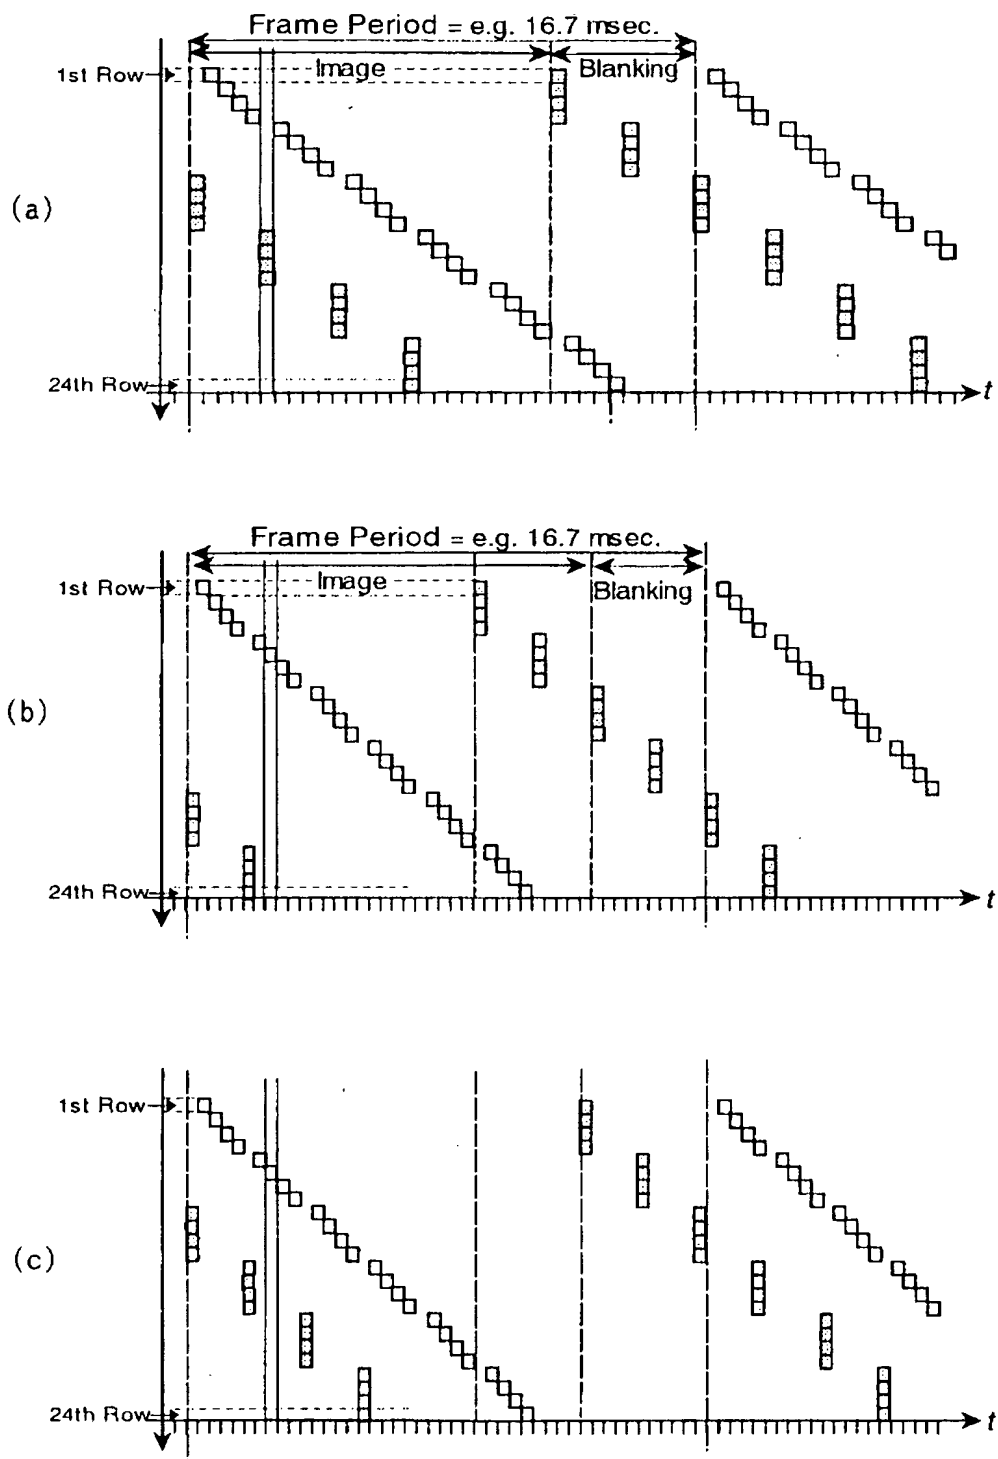 Frame Period = e.g. 16.7 msec.
Image
Blanking
1st Row
(a)
24th Row
t
Frame Period = e.g. 16.7 msec.
Image
Blanking
1st Row
(b)
24th Row
t
1st Row
(c)
24th Row
t